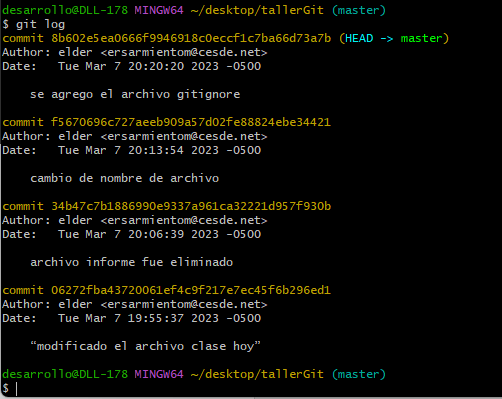 desarrollo@DLL-178 MINGW64 ~/desktop/tallerGit (master)
$ git log
commit 8b602e5ea0666f9946918c0eccf1c7ba66d73a7b (HEAD -> master)
Author: elder <ersarmientom@cesde.net>
Date:   Tue Mar 7 20:20:20 2023 -0500
se agrego el archivo gitignore
commit f5670696c727aeeb909a57d02fe88824ebe34421
Author: elder <ersarmientom@cesde.net>
Date:   Tue Mar 7 20:13:54 2023 -0500
cambio de nombre de archivo
commit 34b47c7b1886990e9337a961ca32221d957f930b
Author: elder <ersarmientom@cesde.net>
Date:   Tue Mar 7 20:06:39 2023 -0500
archivo informe fue eliminado
commit 06272fba43720061ef4c9f217e7ec45f6b296ed1
Author: elder <ersarmientom@cesde.net>
Date:   Tue Mar 7 19:55:37 2023 -0500
“modificado el archivo clase hoy”
desarrollo@DLL-178 MINGW64 ~/desktop/tallerGit (master)
$